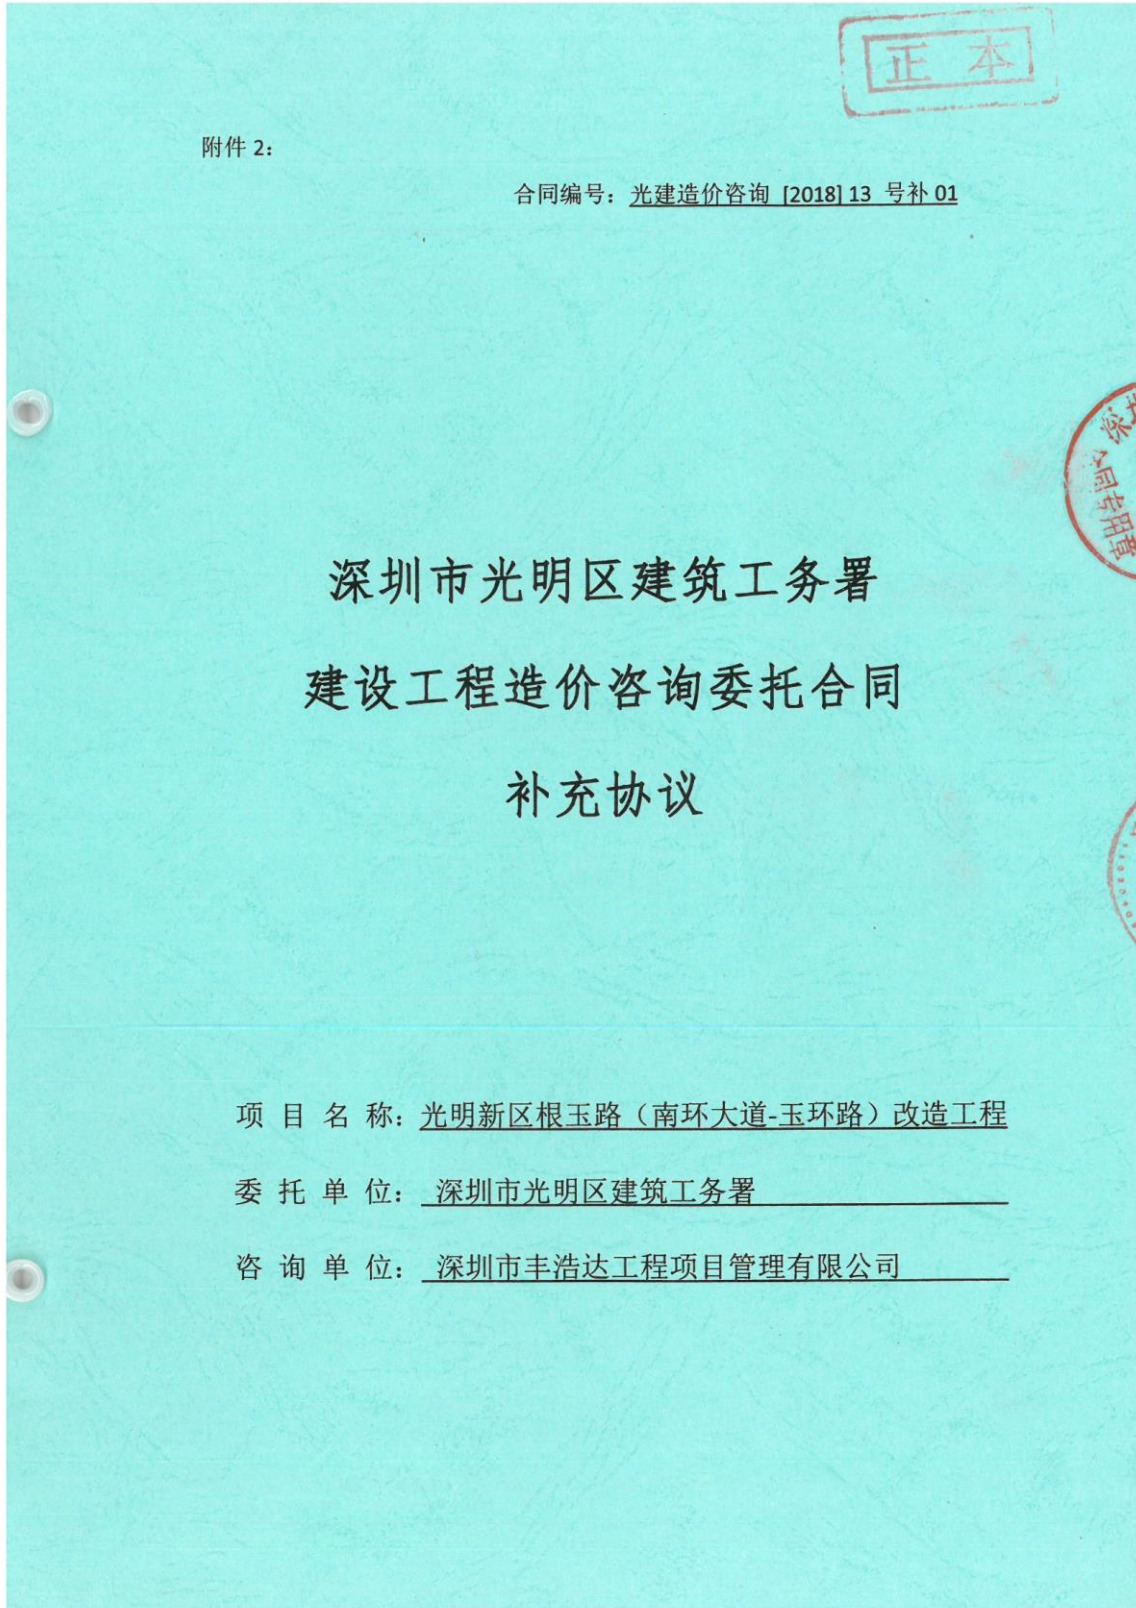 正 本
附件 2：
合同编号：光建造价咨询 [2018] 13 号补 01
深圳市光明区建筑工务署
建设工程造价咨询委托合同
补充协议
同专用章
项 目 名 称：光明新区根玉路（南环大道-玉环路）改造工程
委 托 单 位：深圳市光明区建筑工务署
咨 询 单 位：深圳市丰浩达工程项目管理有限公司